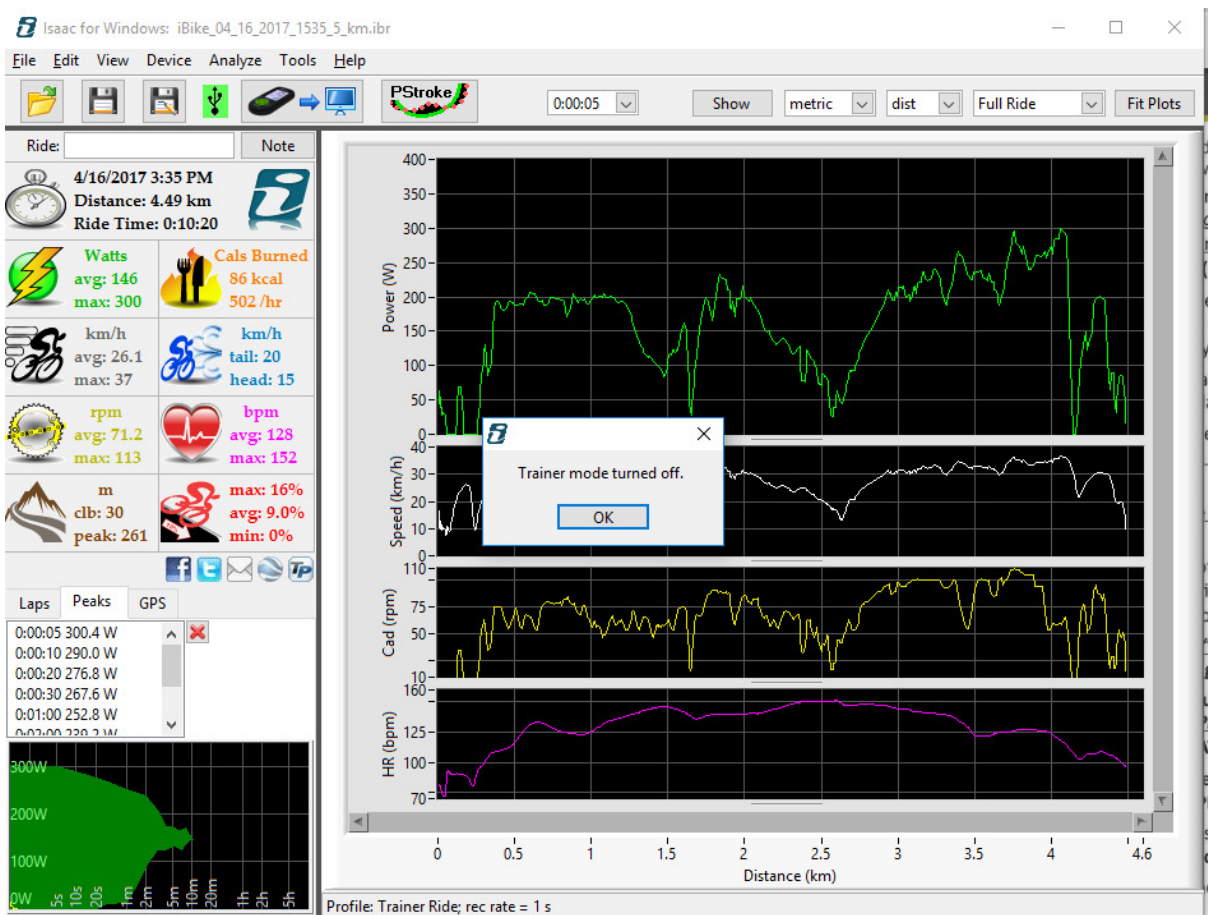 Isaac for Windows:  iBike_04_16_2017_1535_5_km.ibr
File Edit View Device Analyze Tools Help
PStroke
0:00:05 Show metric dist Full Ride Fit Plots
Ride: Note
4/16/2017 3:35 PM
Distance: 4.49 km
Ride Time: 0:10:20
Watts
avg: 146
max: 300
Cals Burned
86 kcal
502 /hr
km/h
avg: 26.1
max: 37
km/h
tail: 20
head: 15
rpm
avg: 71.2
max: 113
bpm
avg: 128
max: 152
m
clb: 30
peak: 261
max: 16%
avg: 9.0%
min: 0%
Laps Peaks GPS
0:00:05 300.4 W
0:00:10 290.0 W
0:00:20 276.8 W
0:00:30 267.6 W
0:01:00 252.8 W
0:02:00 239.2 W
300W
200W
100W
0W
5s 10s 20s 1m 2m 5m 10m 20m 1h 2h 5h
Power (W)
400
350
300
250
200
150
100
50
0
Trainer mode turned off.
OK
Speed (km/h)
40
30
20
10
0
Cad (rpm)
110
75
50
10
HR (bpm)
160
125
100
70
0 0.5 1 1.5 2 2.5 3 3.5 4 4.6
Distance (km)
Profile: Trainer Ride; rec rate = 1 s